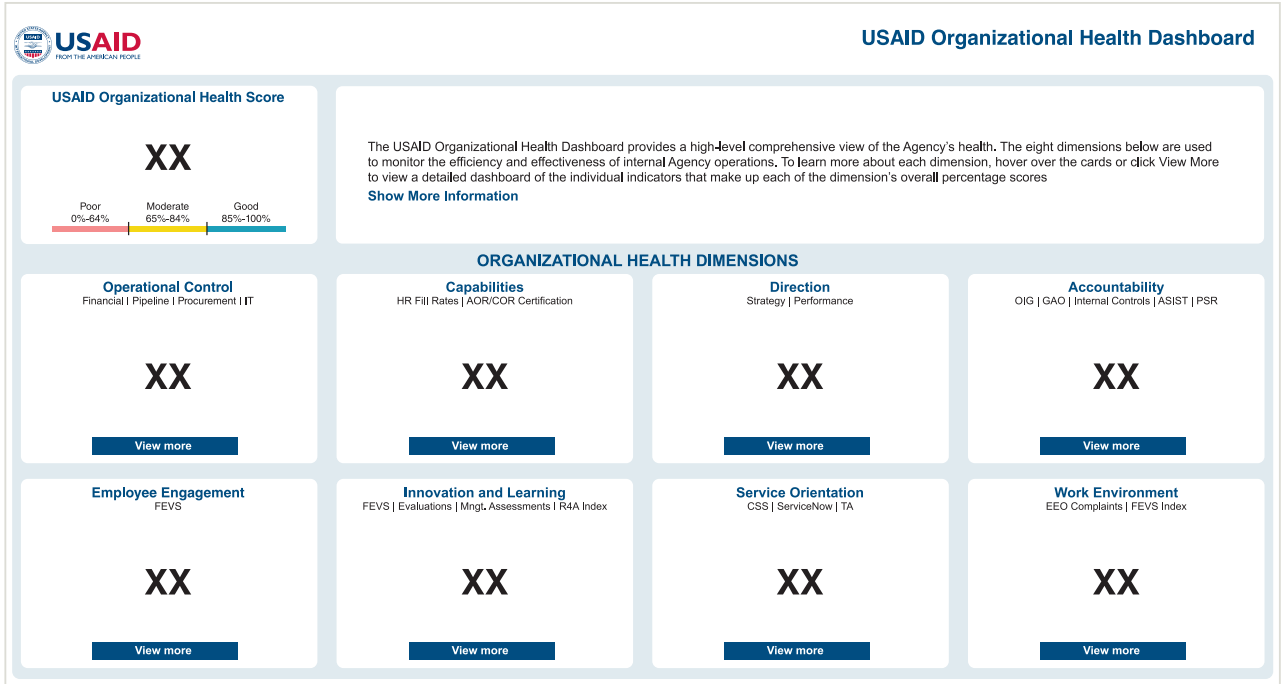 USAID
FROM THE AMERICAN PEOPLE
USAID Organizational Health Dashboard
USAID Organizational Health Score
XX
Poor Moderate Good
0%-64% 65%-84% 85%-100%
The USAID Organizational Health Dashboard provides a high-level comprehensive view of the Agency's health. The eight dimensions below are used
to monitor the efficiency and effectiveness of internal Agency operations. To learn more about each dimension, hover over the cards or click View More
to view a detailed dashboard of the individual indicators that make up each of the dimension's overall percentage scores
Show More Information
ORGANIZATIONAL HEALTH DIMENSIONS
Operational Control
Financial | Pipeline | Procurement | IT
XX
View more
Capabilities
HR Fill Rates | AOR/COR Certification
XX
View more
Direction
Strategy | Performance
XX
View more
Accountability
OIG | GAO | Internal Controls | ASIST | PSR
XX
View more
Employee Engagement
FEVS
XX
View more
Innovation and Learning
FEVS | Evaluations | Mngt. Assessments | R4A Index
XX
View more
Service Orientation
CSS | ServiceNow | TA
XX
View more
Work Environment
EEO Complaints | FEVS Index
XX
View more